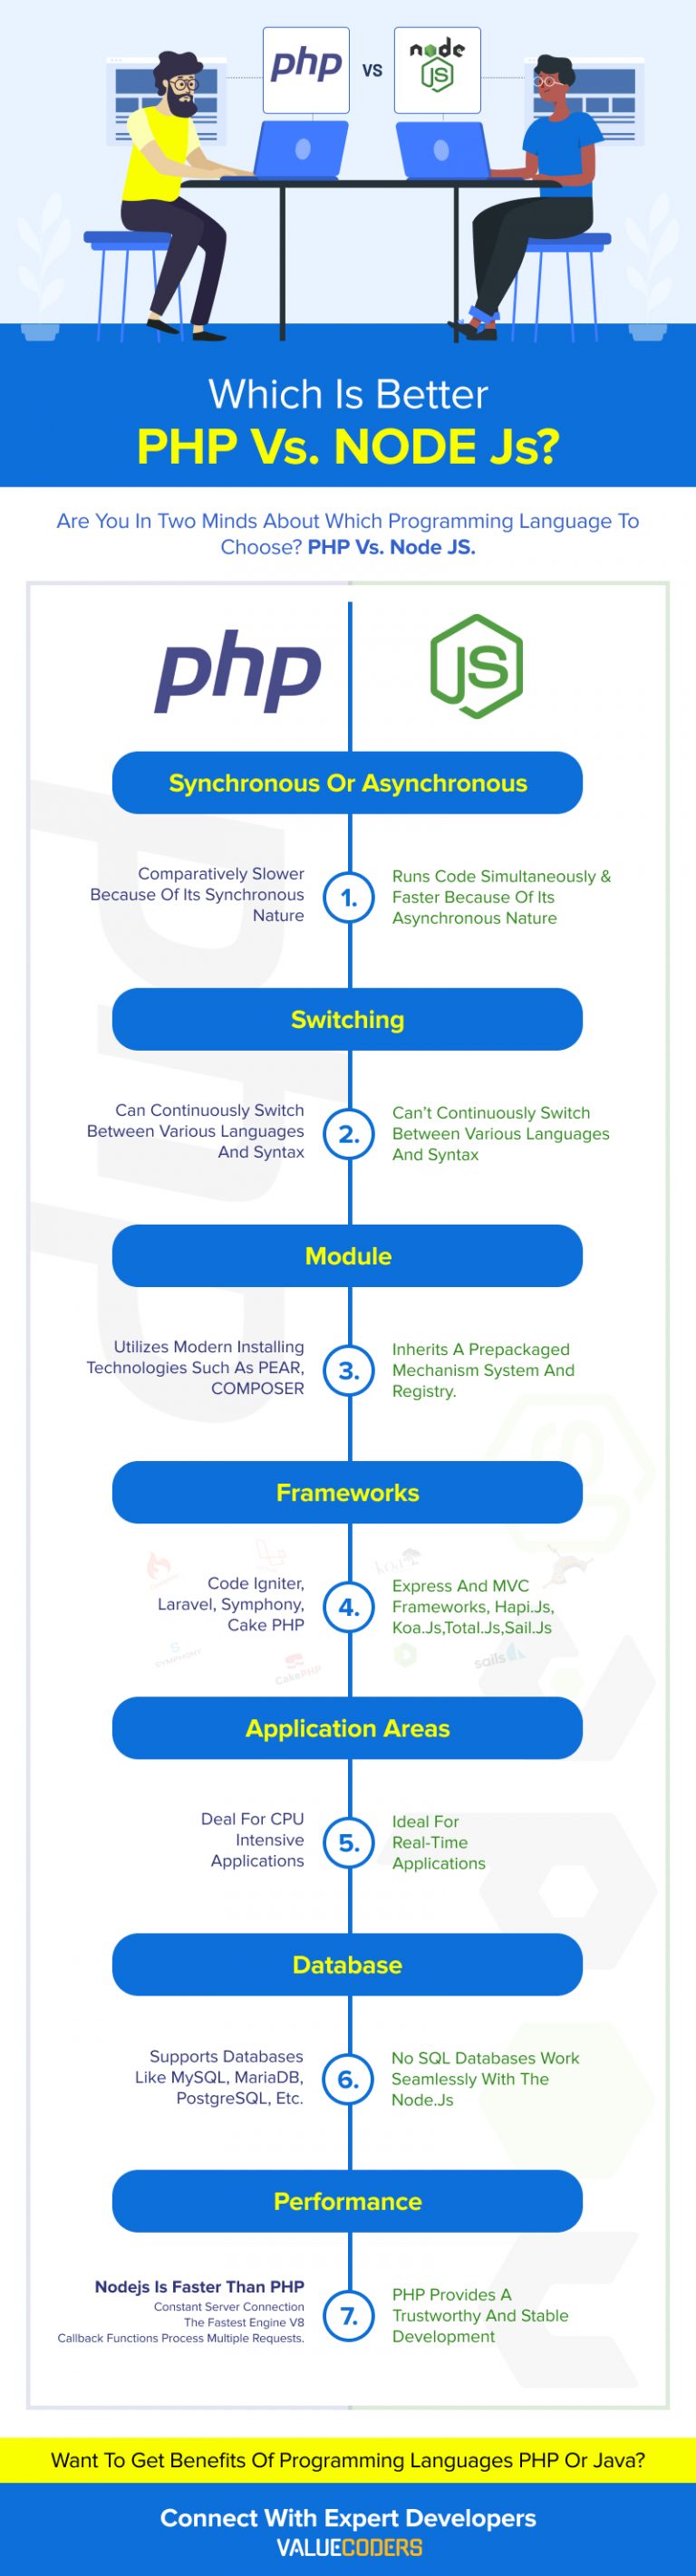 php
VS
node
JS
Which Is Better
PHP Vs. NODE Js?
Are You In Two Minds About Which Programming Language To
Choose? PHP Vs. Node JS.
php
JS
Synchronous Or Asynchronous
Comparatively Slower
Because Of Its Synchronous
Nature
1.
Runs Code Simultaneously &
Faster Because Of Its
Asynchronous Nature
Switching
Can Continuously Switch
Between Various Languages
And Syntax
2.
Can't Continuously Switch
Between Various Languages
And Syntax
Module
Utilizes Modern Installing
Technologies Such As PEAR,
COMPOSER
3.
Inherits A Prepackaged
Mechanism System And
Registry.
Frameworks
Code Igniter,
Laravel, Symphony,
Cake PHP
4.
Express And MVC
Frameworks, Hapi.Js,
Koa.Js,Total.Js,Sail.Js
SYMPHONY
CakePHP
sails
Application Areas
Deal For CPU
Intensive
Applications
5.
Ideal For
Real-Time
Applications
Database
Supports Databases
Like MySQL, MariaDB,
PostgreSQL, Etc.
6.
No SQL Databases Work
Seamlessly With The
Node.Js
Performance
Nodejs Is Faster Than PHP
Constant Server Connection
The Fastest Engine V8
Callback Functions Process Multiple Requests.
7.
PHP Provides A
Trustworthy And Stable
Development
Want To Get Benefits Of Programming Languages PHP Or Java?
Connect With Expert Developers
VALUECODERS